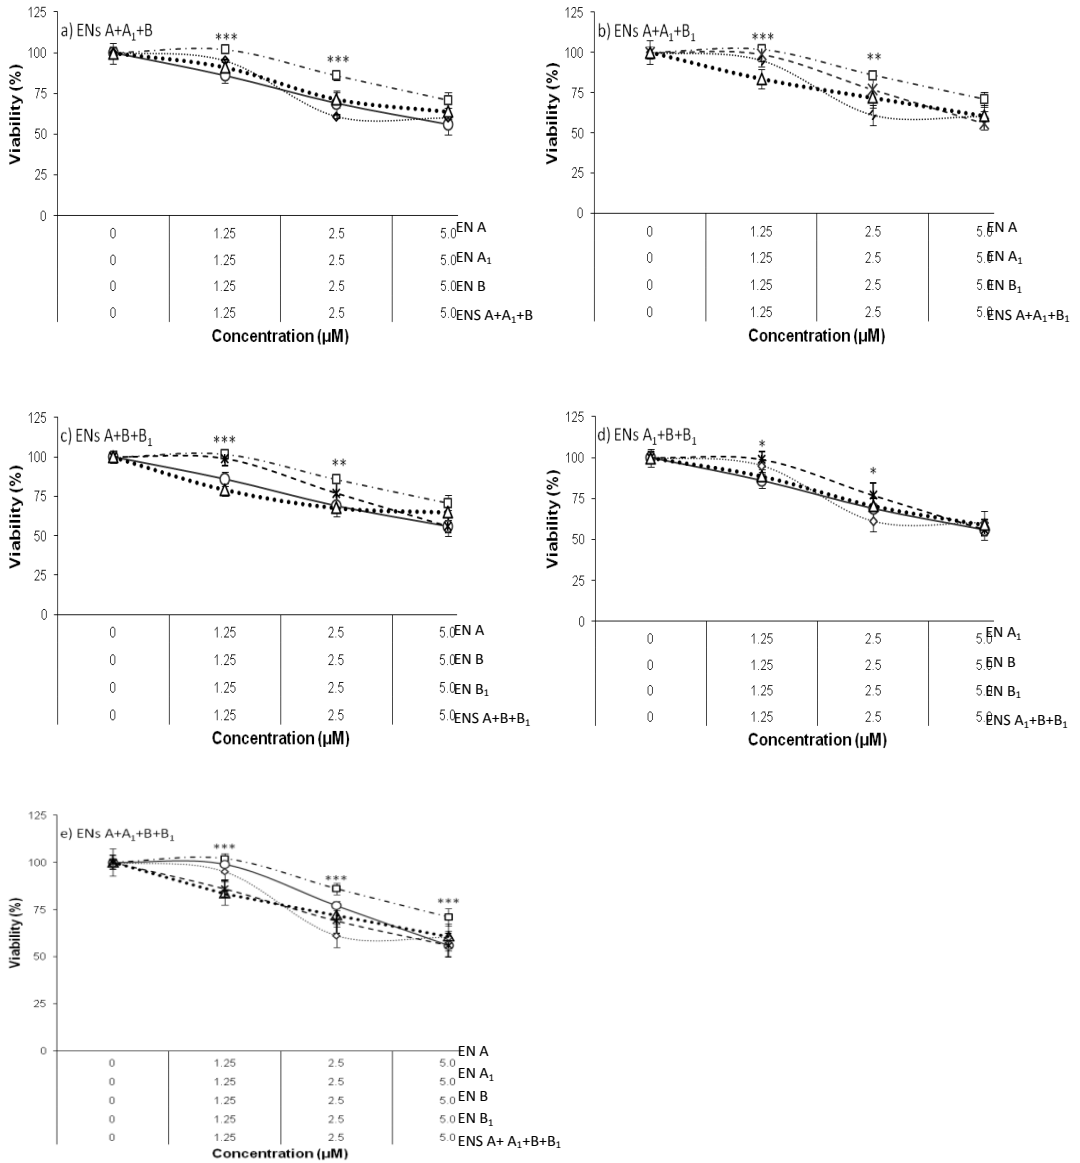 a) ENs A+A₁+B
125
100
75
50
25
0
Viability (%)
***
***
0 1.25 2.5 5.0 EN A
0 1.25 2.5 5.0 EN A₁
0 1.25 2.5 5.0 EN B
0 1.25 2.5 5.0 ENS A+A₁+B
Concentration (µM)
b) ENs A+A₁+B₁
125
100
75
50
25
0
Viability (%)
***
**
0 1.25 2.5 5.0 EN A
0 1.25 2.5 5.0 EN A₁
0 1.25 2.5 5.0 EN B₁
0 1.25 2.5 5.0 ENS A+A₁+B₁
Concentration (µM)
c) ENs A+B+B₁
125
100
75
50
25
0
Viability (%)
***
**
0 1.25 2.5 5.0 EN A
0 1.25 2.5 5.0 EN B
0 1.25 2.5 5.0 EN B₁
0 1.25 2.5 5.0 ENS A+B+B₁
Concentration (µM)
d) ENs A₁+B+B₁
125
100
75
50
25
0
Viability (%)
*
*
0 1.25 2.5 5.0 EN A₁
0 1.25 2.5 5.0 EN B
0 1.25 2.5 5.0 EN B₁
0 1.25 2.5 5.0 ENS A₁+B+B₁
Concentration (µM)
e) ENs A+A₁+B+B₁
125
100
75
50
25
0
Viability (%)
***
***
***
0 1.25 2.5 5.0 EN A
0 1.25 2.5 5.0 EN A₁
0 1.25 2.5 5.0 EN B
0 1.25 2.5 5.0 EN B₁
0 1.25 2.5 5.0 ENS A+ A₁+B+B₁
Concentration (µM)